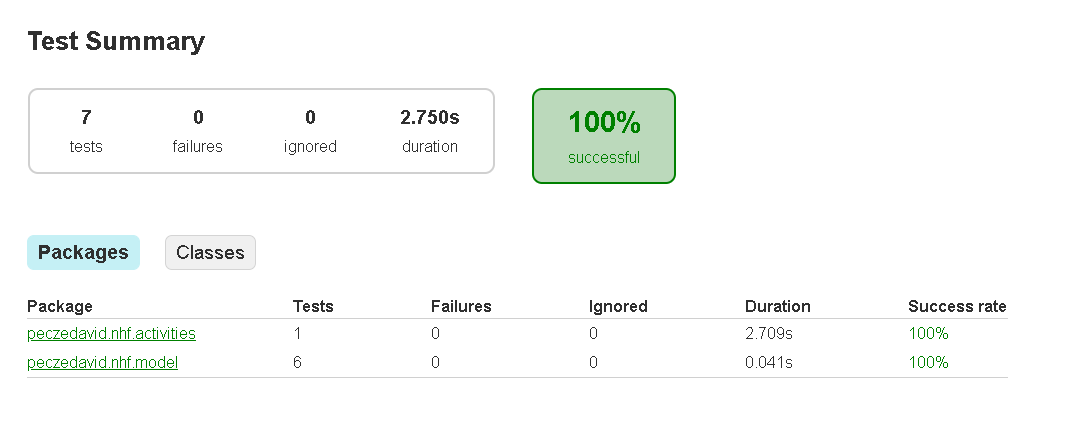 Test Summary
7 0 0 2.750s
tests failures ignored duration
100%
successful
Packages Classes
Package Tests Failures Ignored Duration Success rate
peczedavid.nhf.activities 1 0 0 2.709s 100%
peczedavid.nhf.model 6 0 0 0.041s 100%